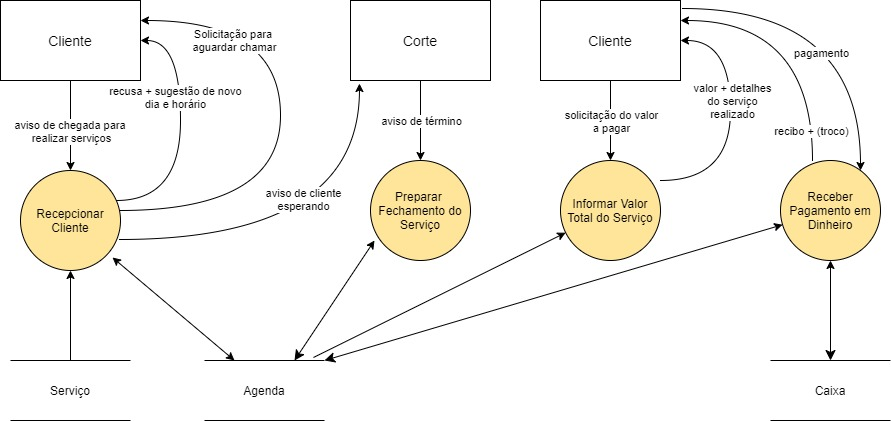 Cliente
Corte
Cliente
Solicitação para
aguardar chamar
pagamento
recusa + sugestão de novo
dia e horário
valor + detalhes
do serviço
realizado
aviso de chegada para
realizar serviços
aviso de término
solicitação do valor
a pagar
recibo + (troco)
aviso de cliente
esperando
Recepcionar
Cliente
Preparar
Fechamento do
Serviço
Informar Valor
Total do Serviço
Receber
Pagamento em
Dinheiro
Serviço
Agenda
Caixa